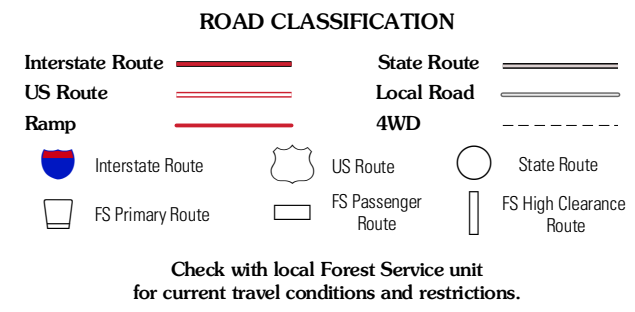 ROAD CLASSIFICATION
Interstate Route
State Route
US Route
Local Road
Ramp
4WD
Interstate Route
US Route
State Route
FS Primary Route
FS Passenger
Route
FS High Clearance
Route
Check with local Forest Service unit
for current travel conditions and restrictions.